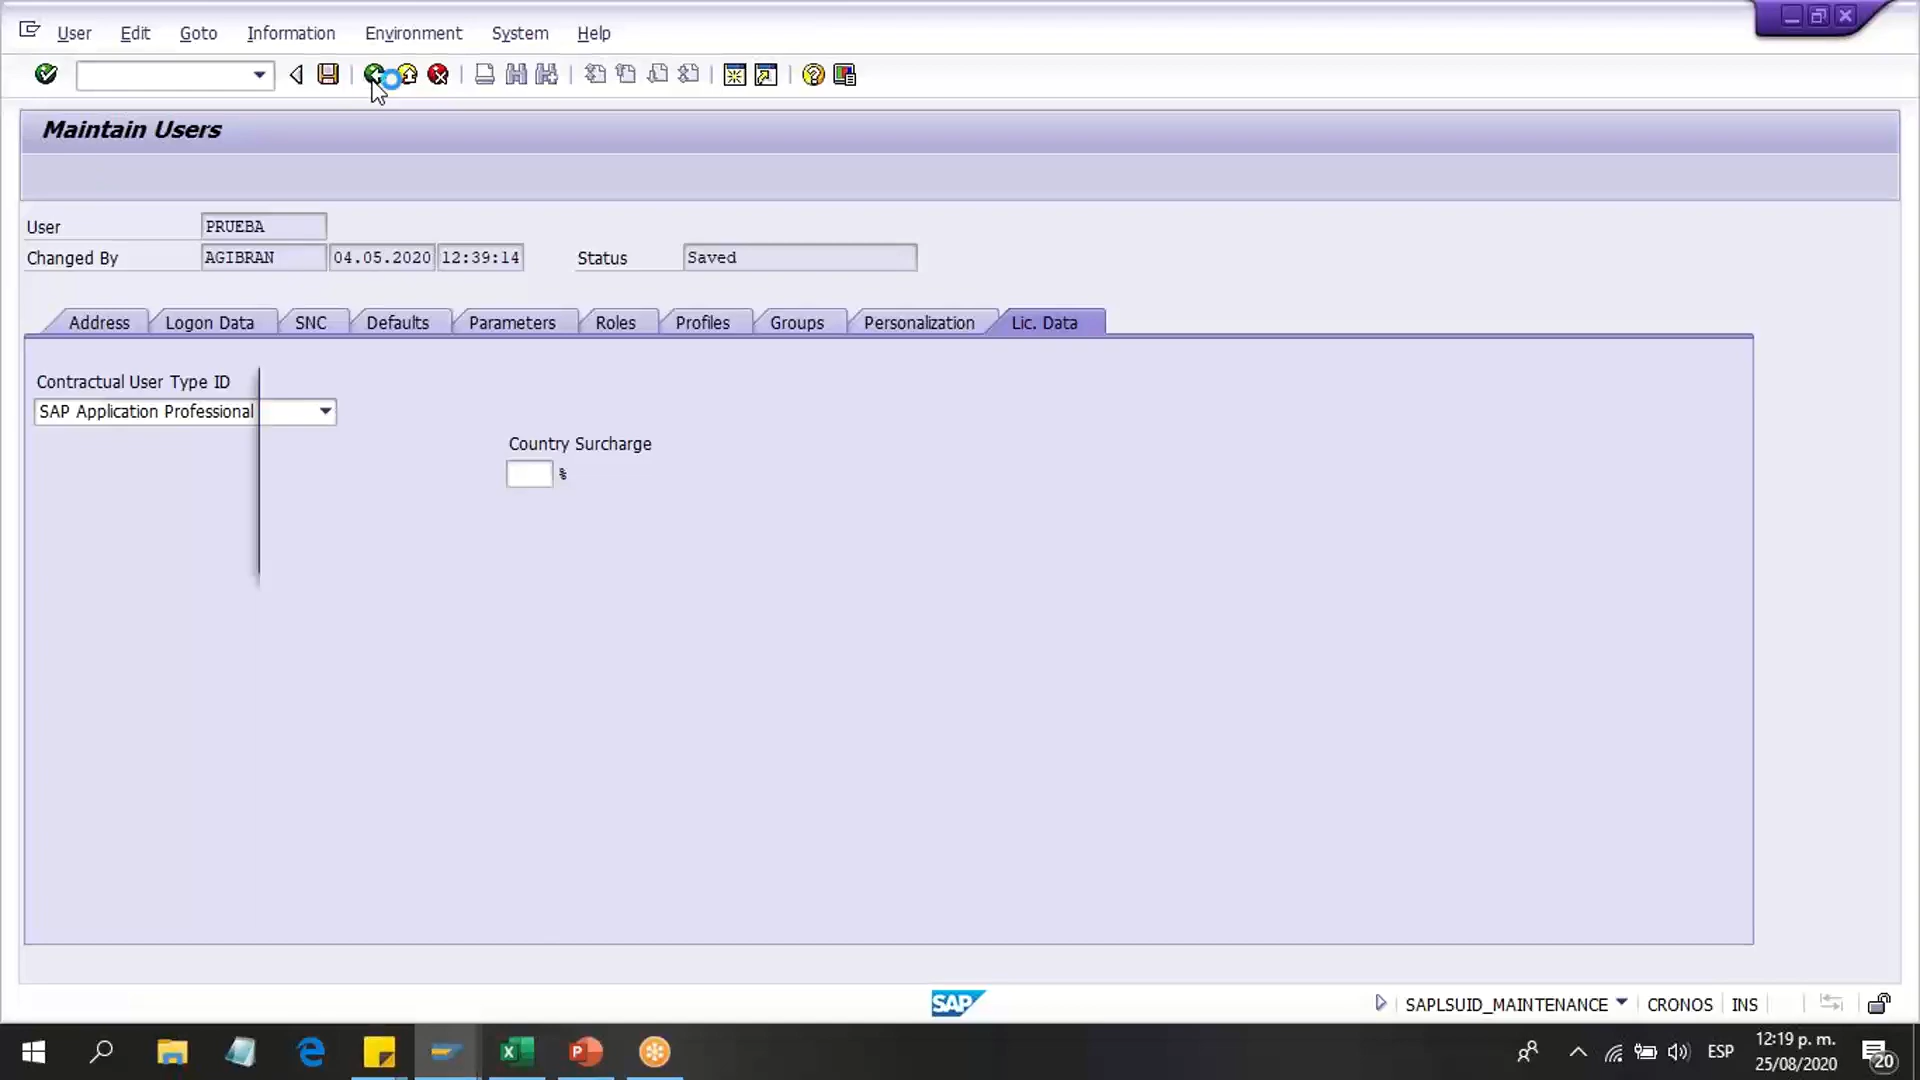 User Edit Goto Information Environment System Help
Maintain Users
User PRUEBA
Changed By AGIBRAN 04.05.2020 12:39:14 Status Saved
Address Logon Data SNC Defaults Parameters Roles Profiles Groups Personalization Lic. Data
Contractual User Type ID
SAP Application Professional
Country Surcharge
%
SAP SAPLSUID_MAINTENANCE CRONOS INS
ESP 12:19 p. m.
25/08/2020 20